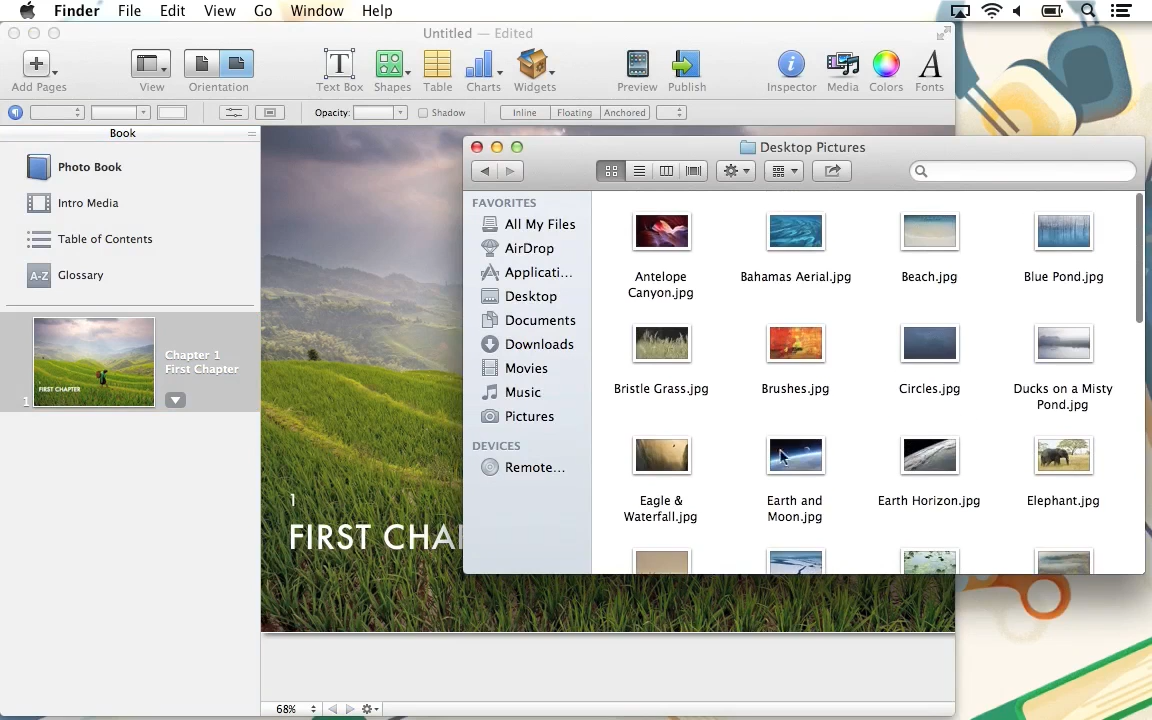 Finder File Edit View Go Window Help
Untitled — Edited
Add Pages View Orientation T Text Box Shapes Table Charts Widgets Preview Publish Inspector Media Colors A Fonts
Opacity: Shadow Inline Floating Anchored
Book
Photo Book
Intro Media
Table of Contents
A-Z Glossary
FIRST CHAPTER
1
Chapter 1
First Chapter
1
FIRST CHA
68%
Desktop Pictures
FAVORITES
All My Files
AirDrop
Applicati...
Desktop
Documents
Downloads
Movies
Music
Pictures
DEVICES
Remote...
Antelope
Canyon.jpg
Bahamas Aerial.jpg
Beach.jpg
Blue Pond.jpg
Bristle Grass.jpg
Brushes.jpg
Circles.jpg
Ducks on a Misty
Pond.jpg
Eagle &
Waterfall.jpg
Earth and
Moon.jpg
Earth Horizon.jpg
Elephant.jpg